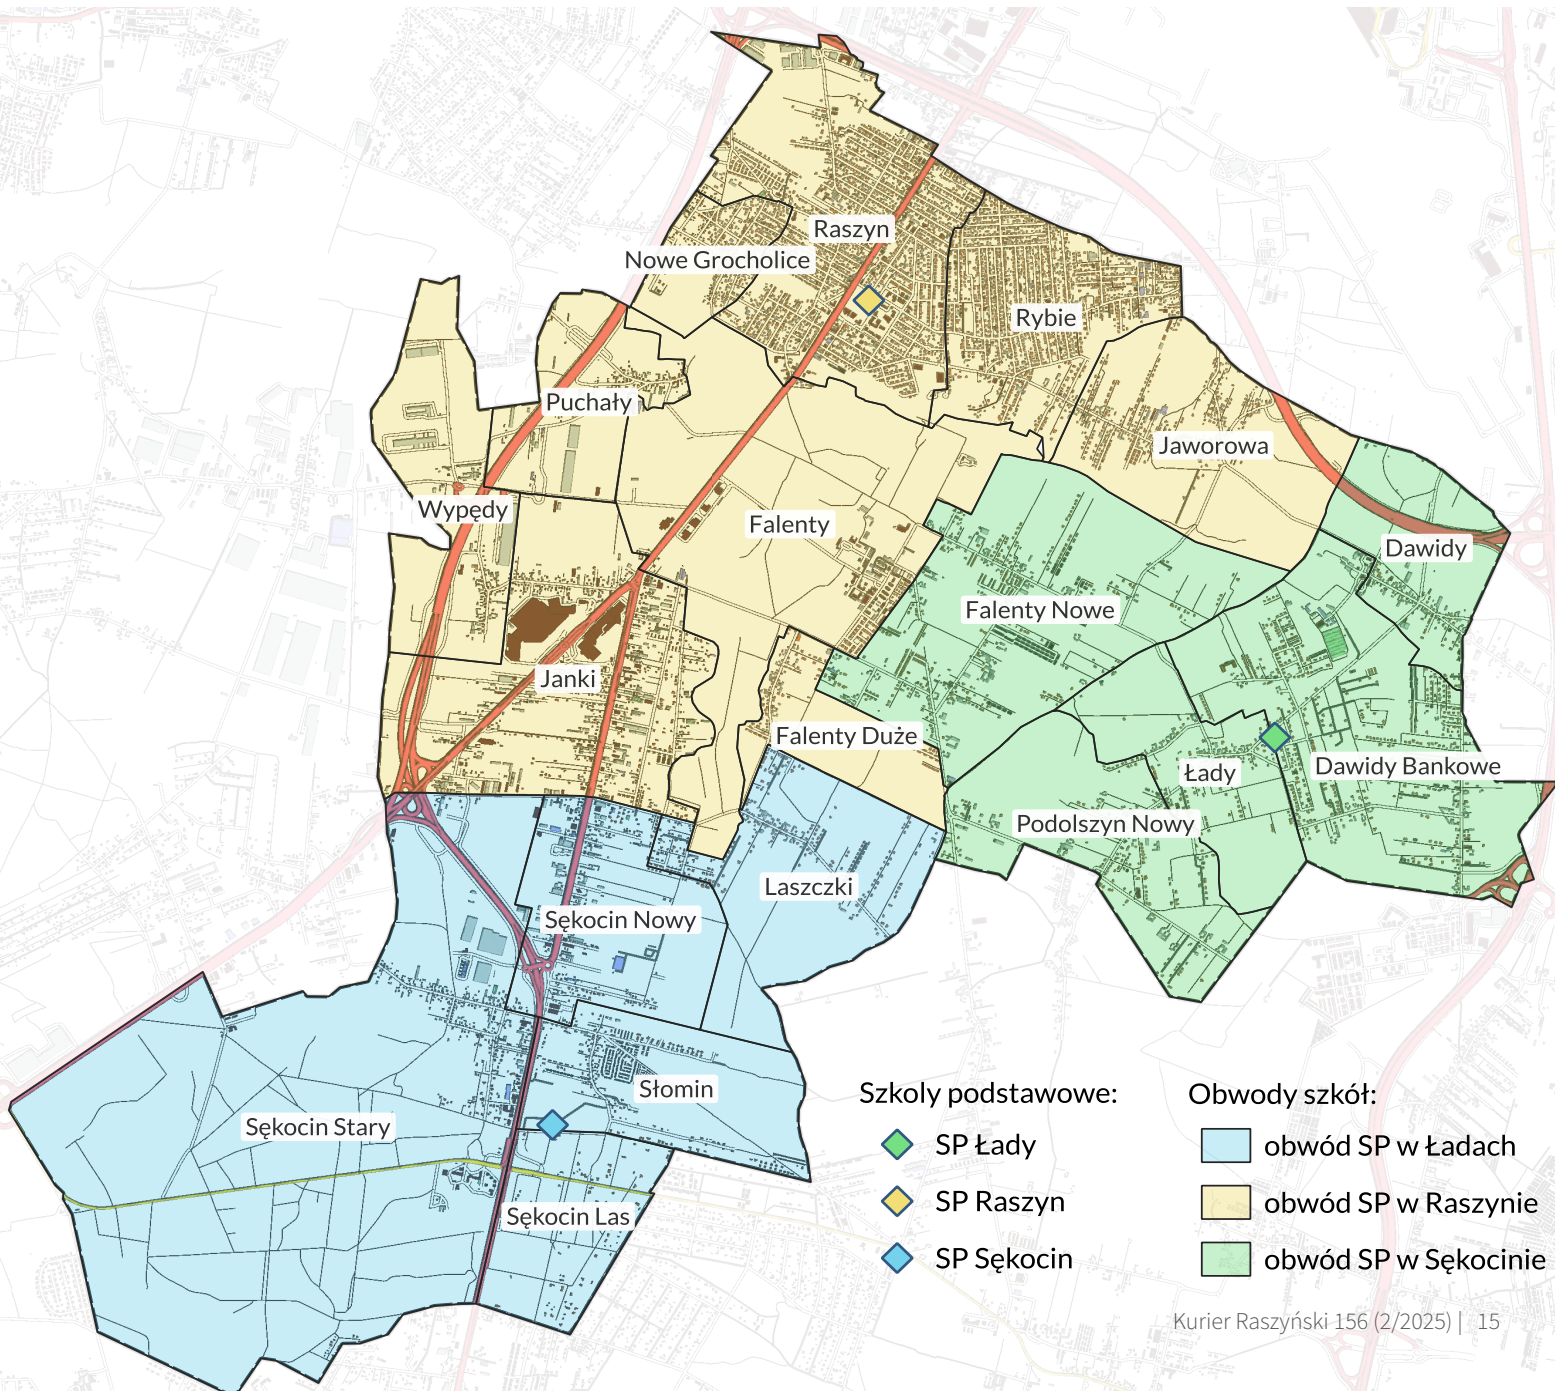 Raszyn
Nowe Grocholice
Rybie
Puchały
Jaworowa
Wypędy
Falenty
Dawidy
Falenty Nowe
Janki
Falenty Duże
Łady
Dawidy Bankowe
Podolszyn Nowy
Laszczki
Sękocin Nowy
Słomin
Sękocin Stary
Sękocin Las
Szkoly podstawowe:
SP Łady
SP Raszyn
SP Sękocin
Obwody szkół:
obwód SP w Ładach
obwód SP w Raszynie
obwód SP w Sękocinie
Kurier Raszyński 156 (2/2025) | 15